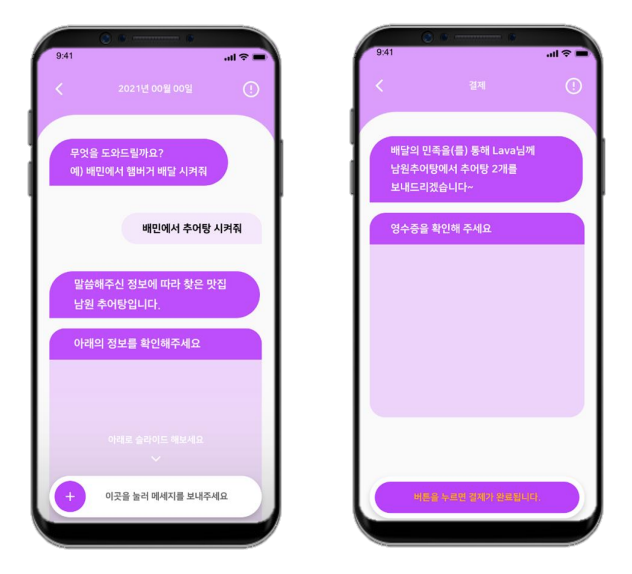 9:41
2021년 00월 00일
무엇을 도와드릴까요?
예) 배민에서 햄버거 배달 시켜줘
배민에서 추어탕 시켜줘
말씀해주신 정보에 따라 찾은 맛집
남원 추어탕입니다.
아래의 정보를 확인해주세요
아래로 슬라이드 해보세요
+ 이곳을 눌러 메세지를 보내주세요
9:41
결제
배달의 민족을(를) 통해 Lava님께
남원추어탕에서 추어탕 2개를
보내드리겠습니다~
영수증을 확인해 주세요
버튼을 누르면 결제가 완료됩니다.